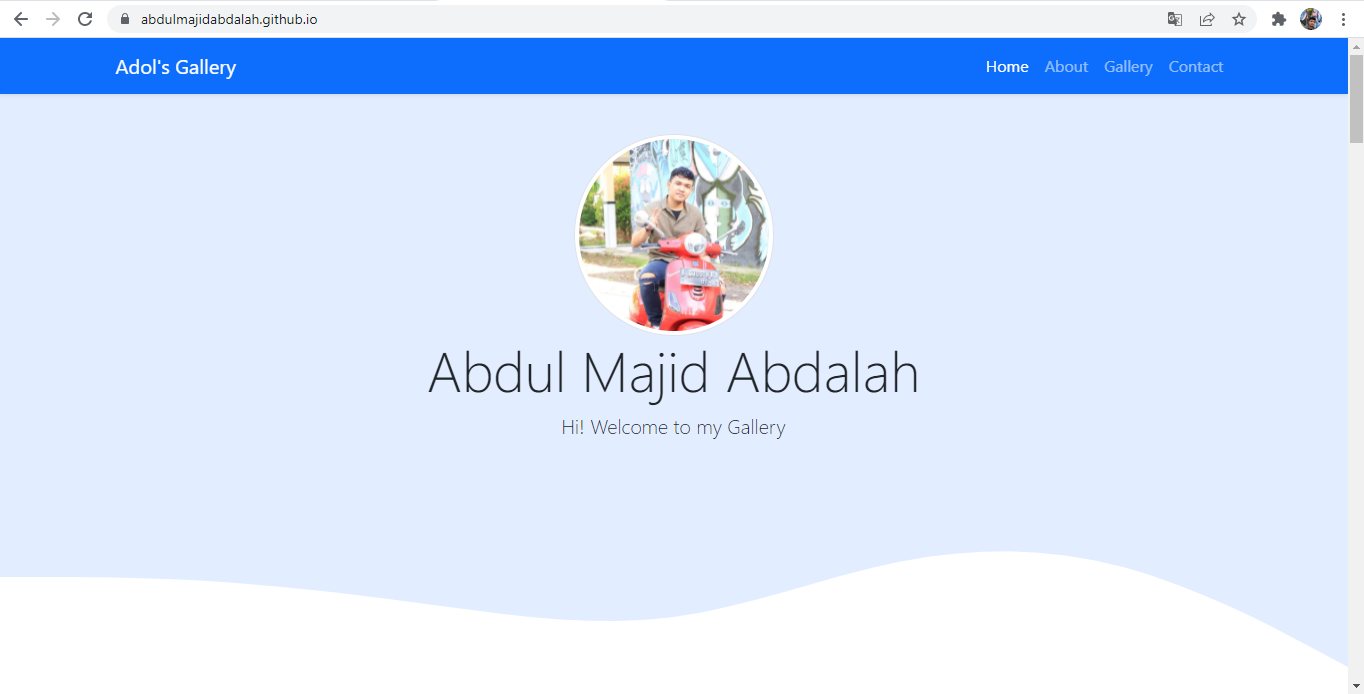 abdulmajidabdalah.github.io
Adol's Gallery
Home About Gallery Contact
Abdul Majid Abdalah
Hi! Welcome to my Gallery